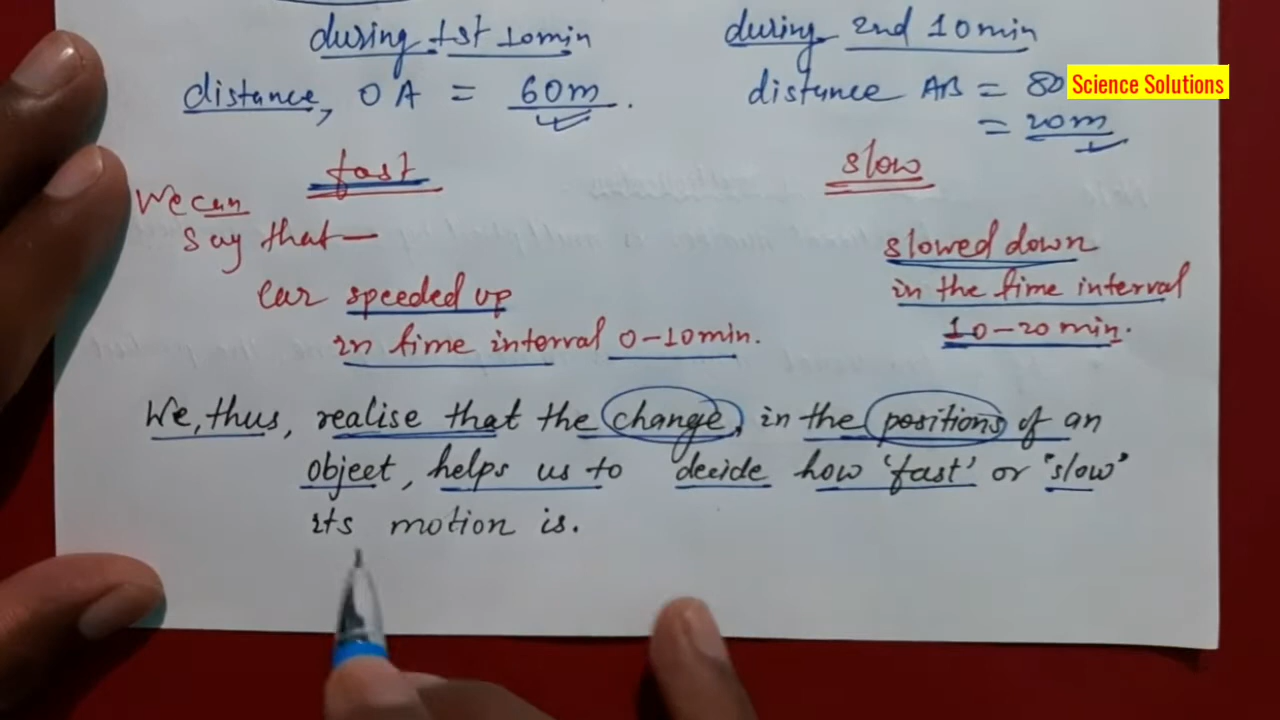 during 1st 10min
distance, OA = 60m.
fast
We can
say that—
car speeded up
in time interval 0-10min.
during 2nd 10min
distance AB = 80
= 20m
slow
slowed down
in the time interval
10-20 min.
We, thus, realise that the change, in the positions of an
object, helps us to decide how 'fast' or "slow"
its motion is.
Science Solutions